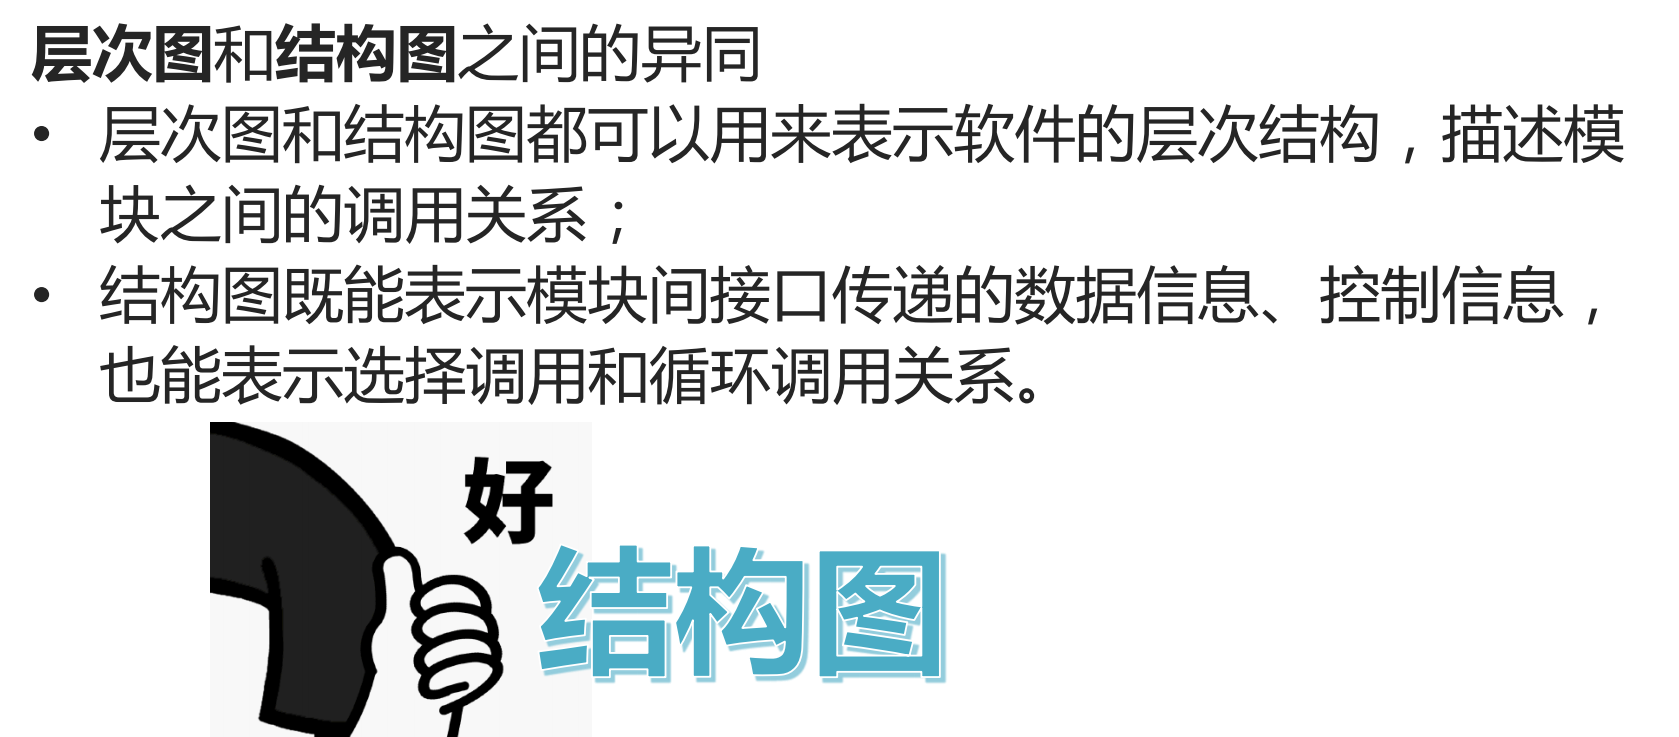 层次图和结构图之间的异同
• 层次图和结构图都可以用来表示软件的层次结构，描述模
块之间的调用关系；
• 结构图既能表示模块间接口传递的数据信息、控制信息，
也能表示选择调用和循环调用关系。
好
结构图